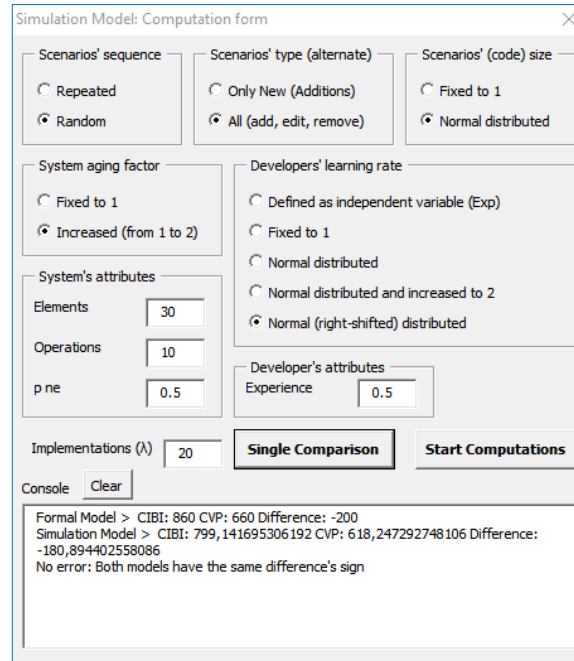 Simulation Model: Computation form
Scenarios' sequence
Repeated
Random
Scenarios' type (alternate)
Only New (Additions)
All (add, edit, remove)
Scenarios' (code) size
Fixed to 1
Normal distributed
System aging factor
Fixed to 1
Increased (from 1 to 2)
Developers' learning rate
Defined as independent variable (Exp)
Fixed to 1
Normal distributed
Normal distributed and increased to 2
Normal (right-shifted) distributed
System's attributes
Elements 30
Operations 10
p ne 0.5
Developer's attributes
Experience 0.5
Implementations (λ) 20
Single Comparison
Start Computations
Console Clear
Formal Model > CIBI: 860 CVP: 660 Difference: -200
Simulation Model > CIBI: 799,141695306192 CVP: 618,247292748106 Difference:
-180,894402558086
No error: Both models have the same difference's sign